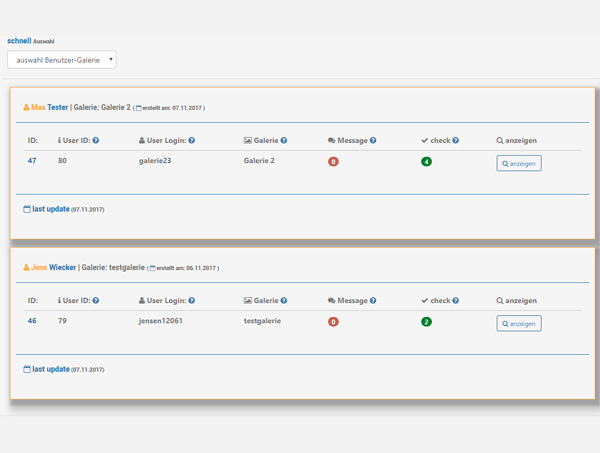 schnell Auswahl
auswahl Benutzer-Galerie
Max Tester | Galerie: Galerie 2 ( erstellt am: 07.11.2017 )
ID: User ID: User Login: Galerie Message check anzeigen
47 80 galerie23 Galerie 2 0 4 anzeigen
last update (07.11.2017)
Jens Wiecker | Galerie: testgalerie ( erstellt am: 06.11.2017 )
ID: User ID: User Login: Galerie Message check anzeigen
46 79 jensen12061 testgalerie 0 2 anzeigen
last update (07.11.2017)